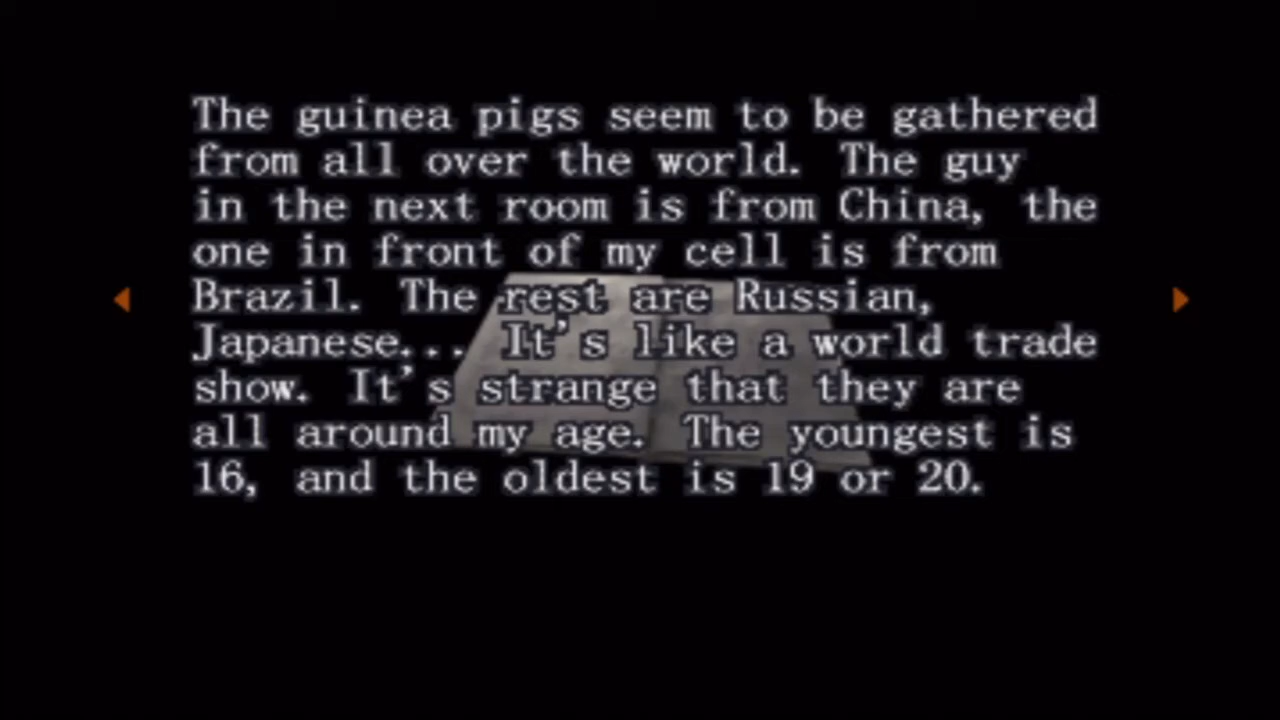 The guinea pigs seem to be gathered
from all over the world. The guy
in the next room is from China, the
one in front of my cell is from
Brazil. The rest are Russian,
Japanese... It's like a world trade
show. It's strange that they are
all around my age. The youngest is
16, and the oldest is 19 or 20.